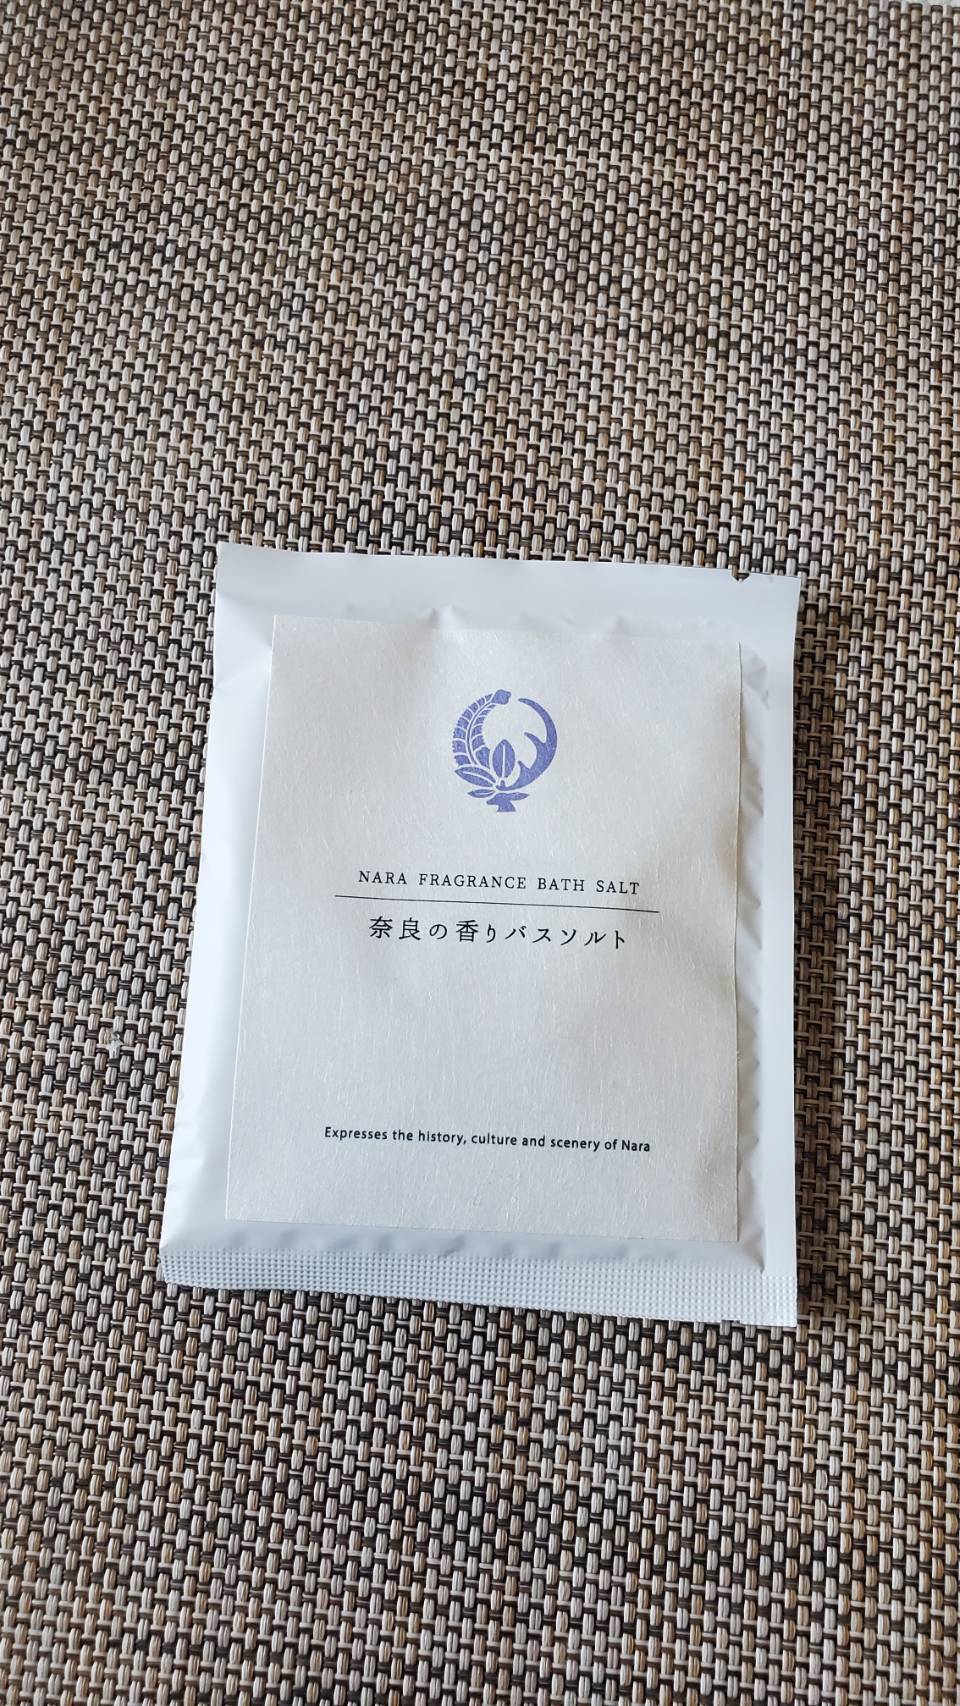 NARA FRAGRANCE BATH SALT
奈良の香りバスソルト
Expresses the history, culture and scenery of Nara